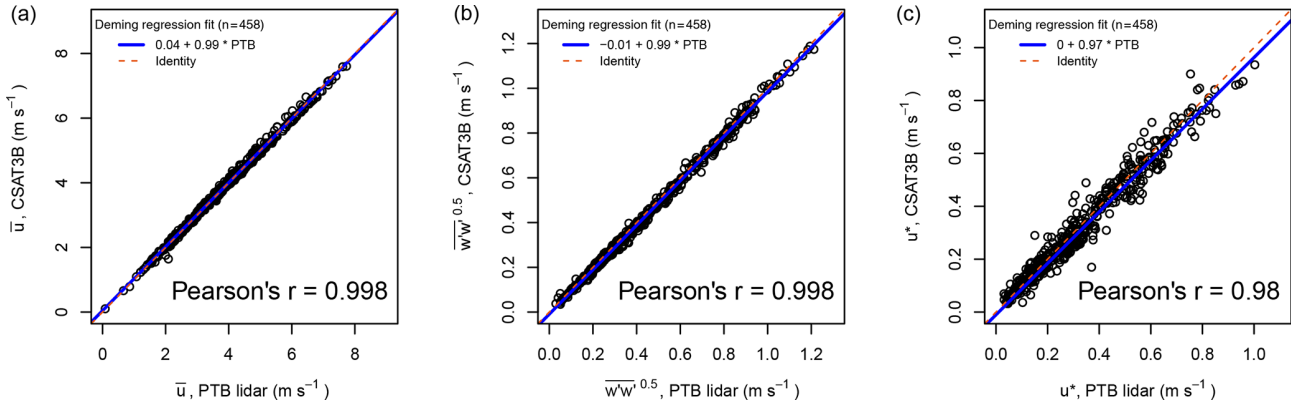 (a)
Deming regression fit (n=458)
0.04 + 0.99 * PTB
Identity
Pearson's r = 0.998
u̅ , CSAT3B (m s⁻¹)
0 2 4 6 8
0 2 4 6 8
u̅ , PTB lidar (m s⁻¹)
(b)
Deming regression fit (n=458)
−0.01 + 0.99 * PTB
Identity
Pearson's r = 0.998
w'w' ⁰·⁵ , CSAT3B (m s⁻¹)
0.0 0.2 0.4 0.6 0.8 1.0 1.2
0.0 0.2 0.4 0.6 0.8 1.0 1.2
w'w' ⁰·⁵ , PTB lidar (m s⁻¹)
(c)
Deming regression fit (n=458)
0 + 0.97 * PTB
Identity
Pearson's r = 0.98
u*, CSAT3B (m s⁻¹)
0.0 0.2 0.4 0.6 0.8 1.0
0.0 0.2 0.4 0.6 0.8 1.0
u*, PTB lidar (m s⁻¹)